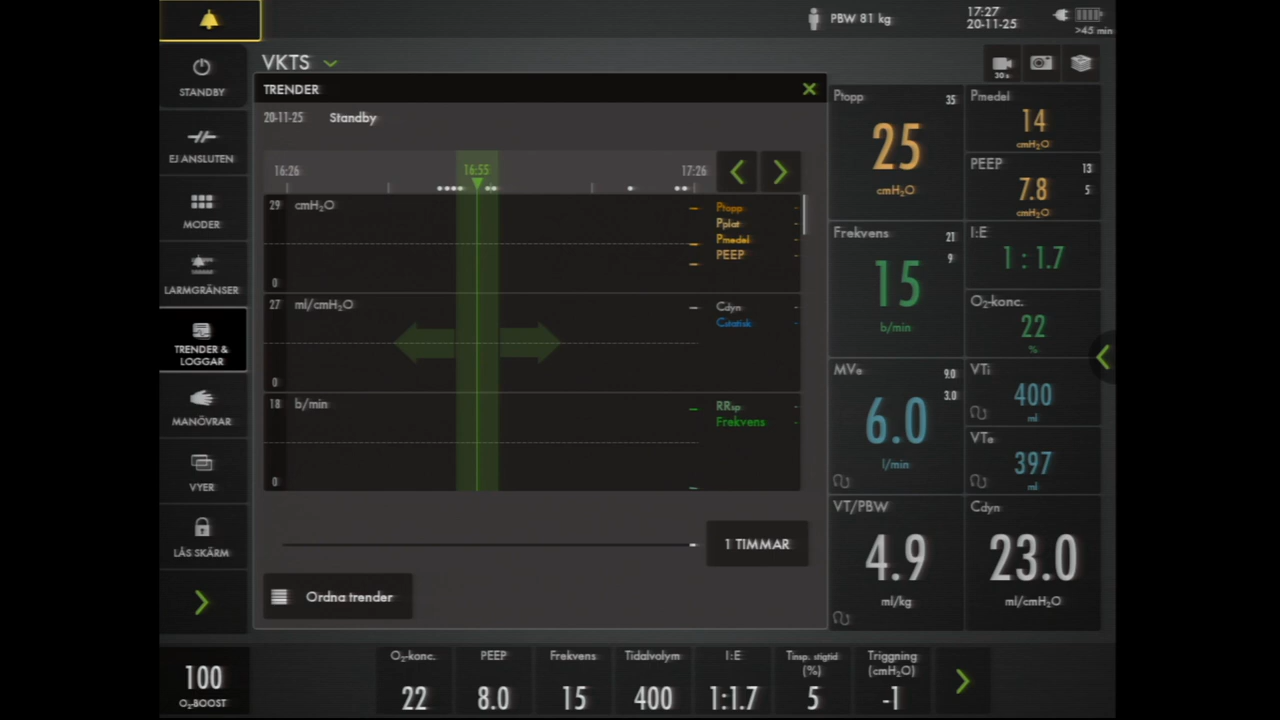 PBW 81 kg
17:27
20-11-25
>45 min
STANDBY
EJ ANSLUTEN
MODER
LARMGRÄNSER
TRENDER &
LOGGAR
MANÖVRAR
VYER
LÅS SKÄRM
VKTS
30 s
TRENDER
20-11-25 Standby
16:26 16:55 17:26
29 cmH₂O
0
Ptopp -
Pplat -
Pmedel -
PEEP -
27 ml/cmH₂O
0
Cdyn -
Cstatisk -
18 b/min
0
RRsp -
Frekvens -
1 TIMMAR
Ordna trender
Ptopp 35
25
cmH₂O
Pmedel
14
cmH₂O
PEEP 13
5
7.8
cmH₂O
Frekvens 21
9
15
b/min
I:E
1 : 1.7
O₂-konc.
22
%
MVe 9.0
3.0
6.0
l/min
VTi
400
ml
VTe
397
ml
VT/PBW
4.9
ml/kg
Cdyn
23.0
ml/cmH₂O
100
O₂-BOOST
O₂-konc.
22
PEEP
8.0
Frekvens
15
Tidalvolym
400
I:E
1:1.7
Tinsp. stigtid
(%)
5
Triggning
(cmH₂O)
-1